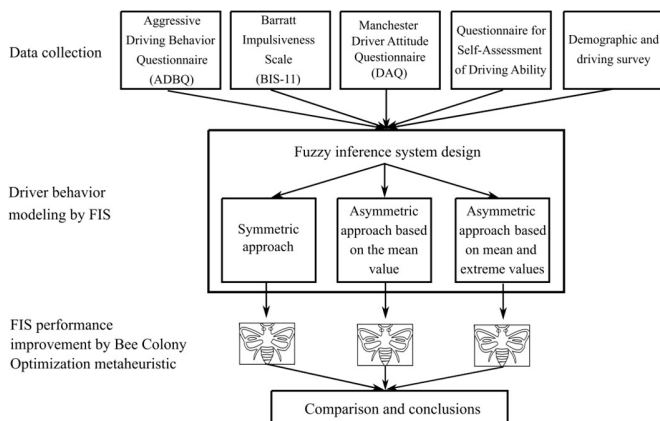 Data collection
Aggressive
Driving Behavior
Questionnaire
(ADBQ)
Barratt
Impulsiveness
Scale
(BIS-11)
Manchester
Driver Attitude
Questionnaire
(DAQ)
Questionnaire for
Self-Assessment
of Driving Ability
Demographic and
driving survey
Driver behavior
modeling by FIS
Fuzzy inference system design
Symmetric
approach
Asymmetric
approach based
on the mean
value
Asymmetric
approach based
on mean and
extreme values
FIS performance
improvement by Bee Colony
Optimization metaheuristic
Comparison and conclusions